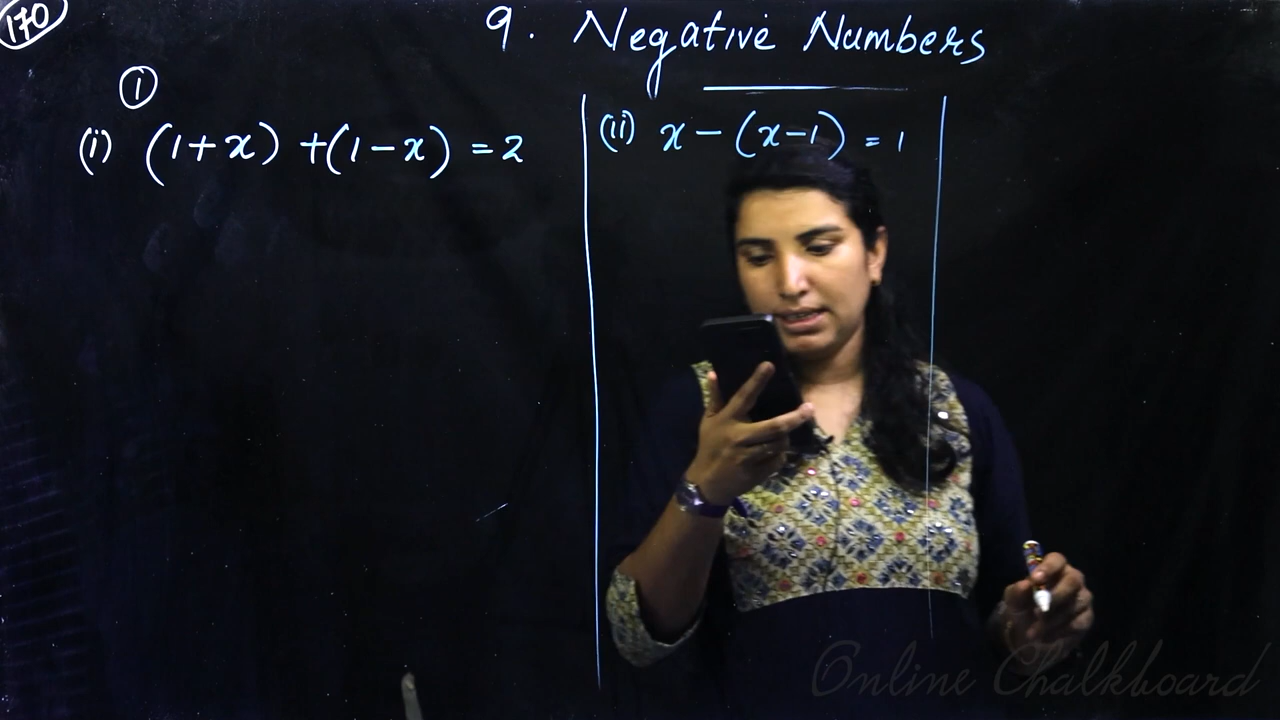 170
9. Negative Numbers
①
(i) (1+x) +(1-x) = 2
(ii) x - (x-1) = 1
Online Chalkboard